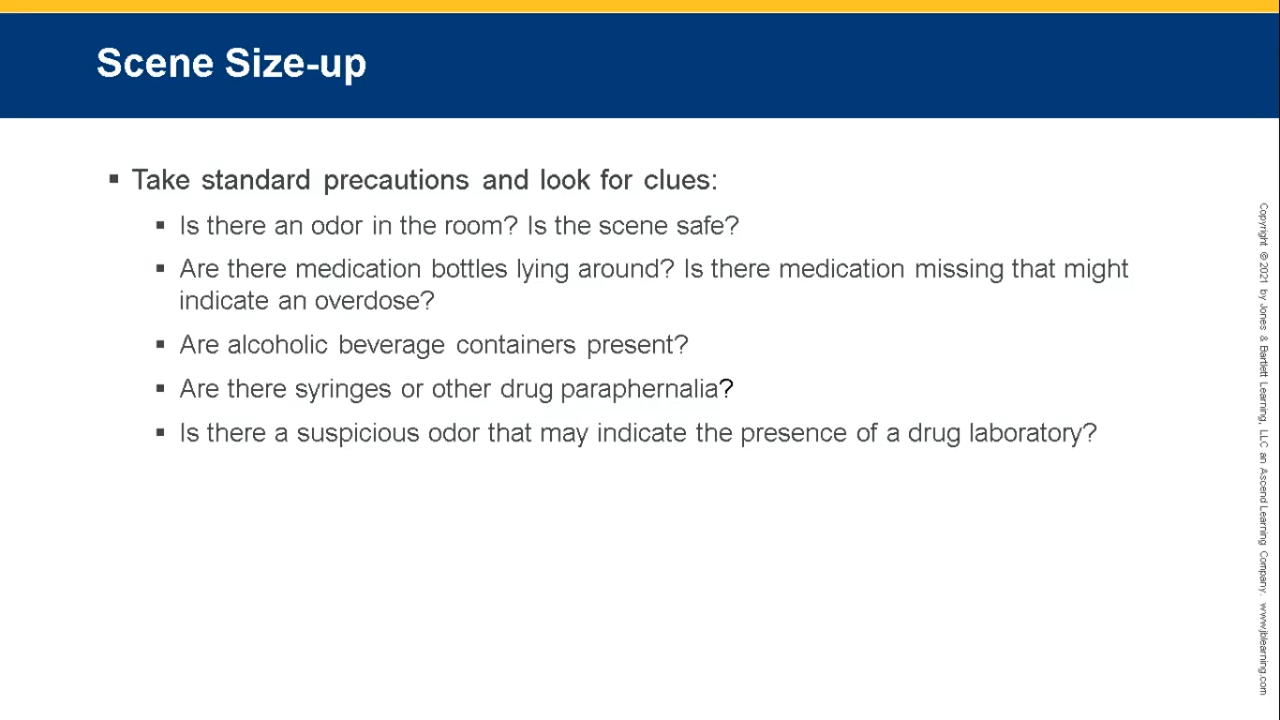 Scene Size-up
▪ Take standard precautions and look for clues:
▪ Is there an odor in the room? Is the scene safe?
▪ Are there medication bottles lying around? Is there medication missing that might
indicate an overdose?
▪ Are alcoholic beverage containers present?
▪ Are there syringes or other drug paraphernalia?
▪ Is there a suspicious odor that may indicate the presence of a drug laboratory?
Copyright ©2021 by Jones & Bartlett Learning, LLC an Ascend Learning Company. www.jblearning.com